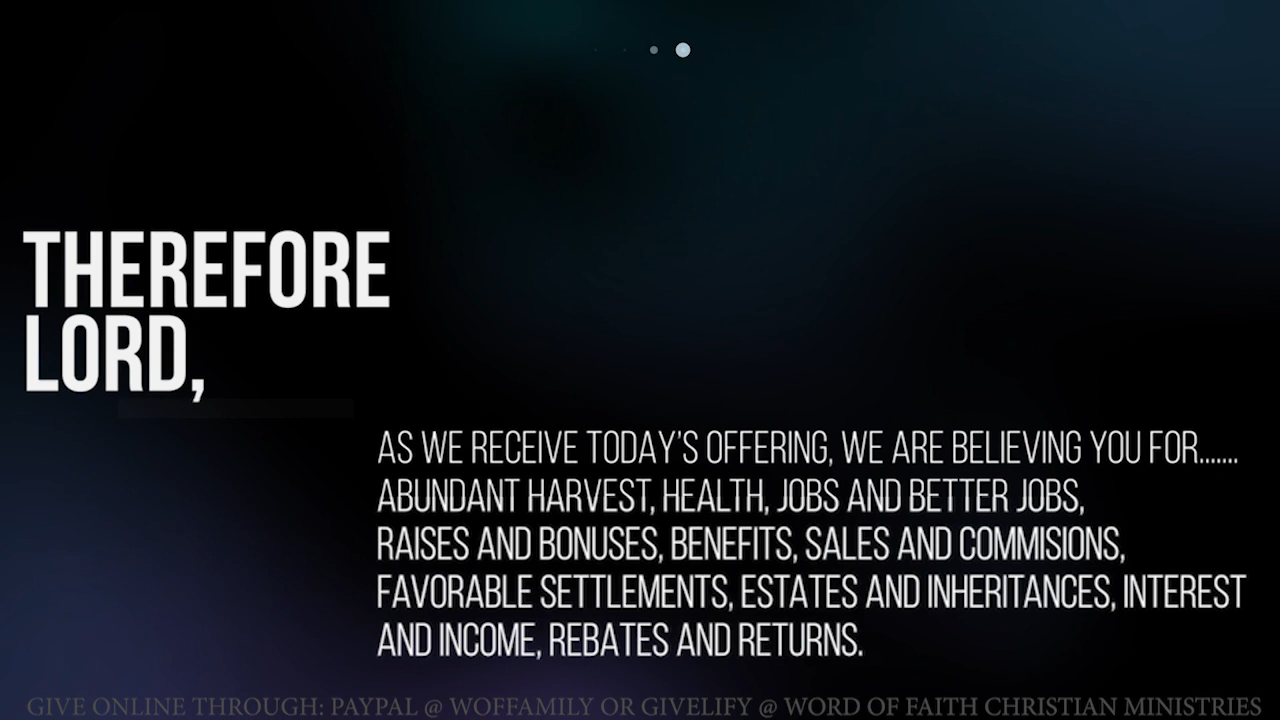 THEREFORE
LORD,
AS WE RECEIVE TODAY'S OFFERING, WE ARE BELIEVING YOU FOR.......
ABUNDANT HARVEST, HEALTH, JOBS AND BETTER JOBS,
RAISES AND BONUSES, BENEFITS, SALES AND COMMISIONS,
FAVORABLE SETTLEMENTS, ESTATES AND INHERITANCES, INTEREST
AND INCOME, REBATES AND RETURNS.
GIVE ONLINE THROUGH: PAYPAL @ WOFFAMILY OR GIVELIFY @ WORD OF FAITH CHRISTIAN MINISTRIES